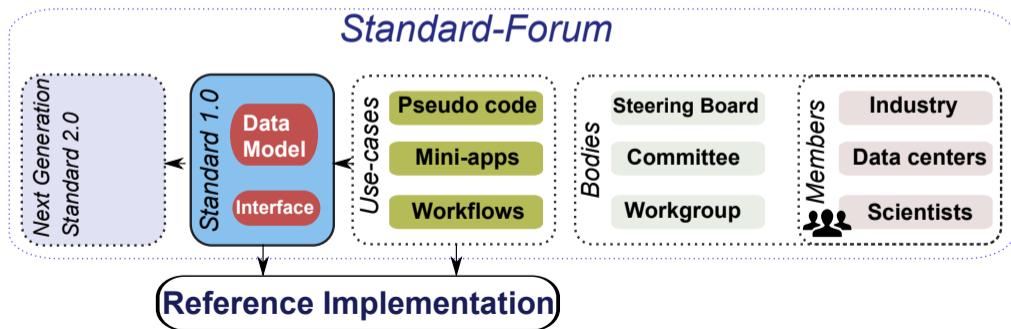 Standard-Forum
Next Generation
Standard 2.0
Standard 1.0
Data
Model
Interface
Use-cases
Pseudo code
Mini-apps
Workflows
Bodies
Steering Board
Committee
Workgroup
Members
Industry
Data centers
Scientists
Reference Implementation